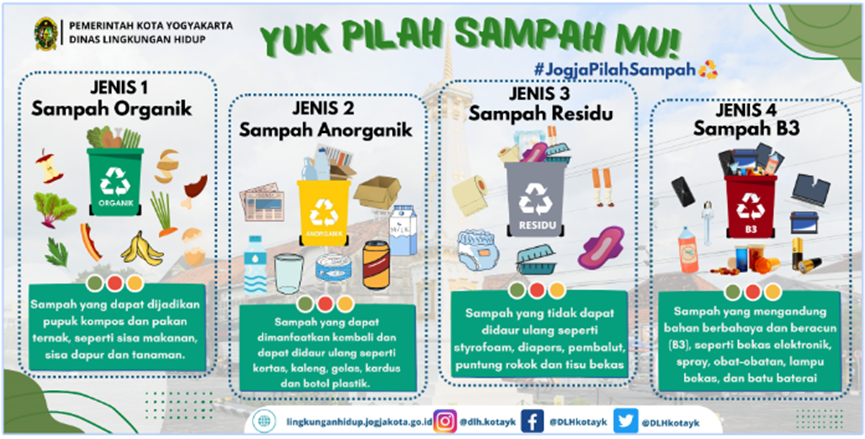 PEMERINTAH KOTA YOGYAKARTA
DINAS LINGKUNGAN HIDUP
YUK PILAH SAMPAH MU!
#JogjaPilahSampah
JENIS 1
Sampah Organik
ORGANIK
Sampah yang dapat dijadikan
pupuk kompos dan pakan
ternak, seperti sisa makanan,
sisa dapur dan tanaman.
JENIS 2
Sampah Anorganik
ANORGANIK
Sampah yang dapat
dimanfaatkan kembali dan
dapat didaur ulang seperti
kertas, kaleng, gelas, kardus
dan botol plastik.
JENIS 3
Sampah Residu
RESIDU
Sampah yang tidak dapat
didaur ulang seperti
styrofoam, diapers, pembalut,
puntung rokok dan tisu bekas
JENIS 4
Sampah B3
B3
Sampah yang mengandung
bahan berbahaya dan beracun
(B3), seperti bekas elektronik,
spray, obat-obatan, lampu
bekas, dan batu baterai
lingkunganhidup.jogjakota.go.id
@dlh.kotayk
@DLHkotayk
@DLHkotayk